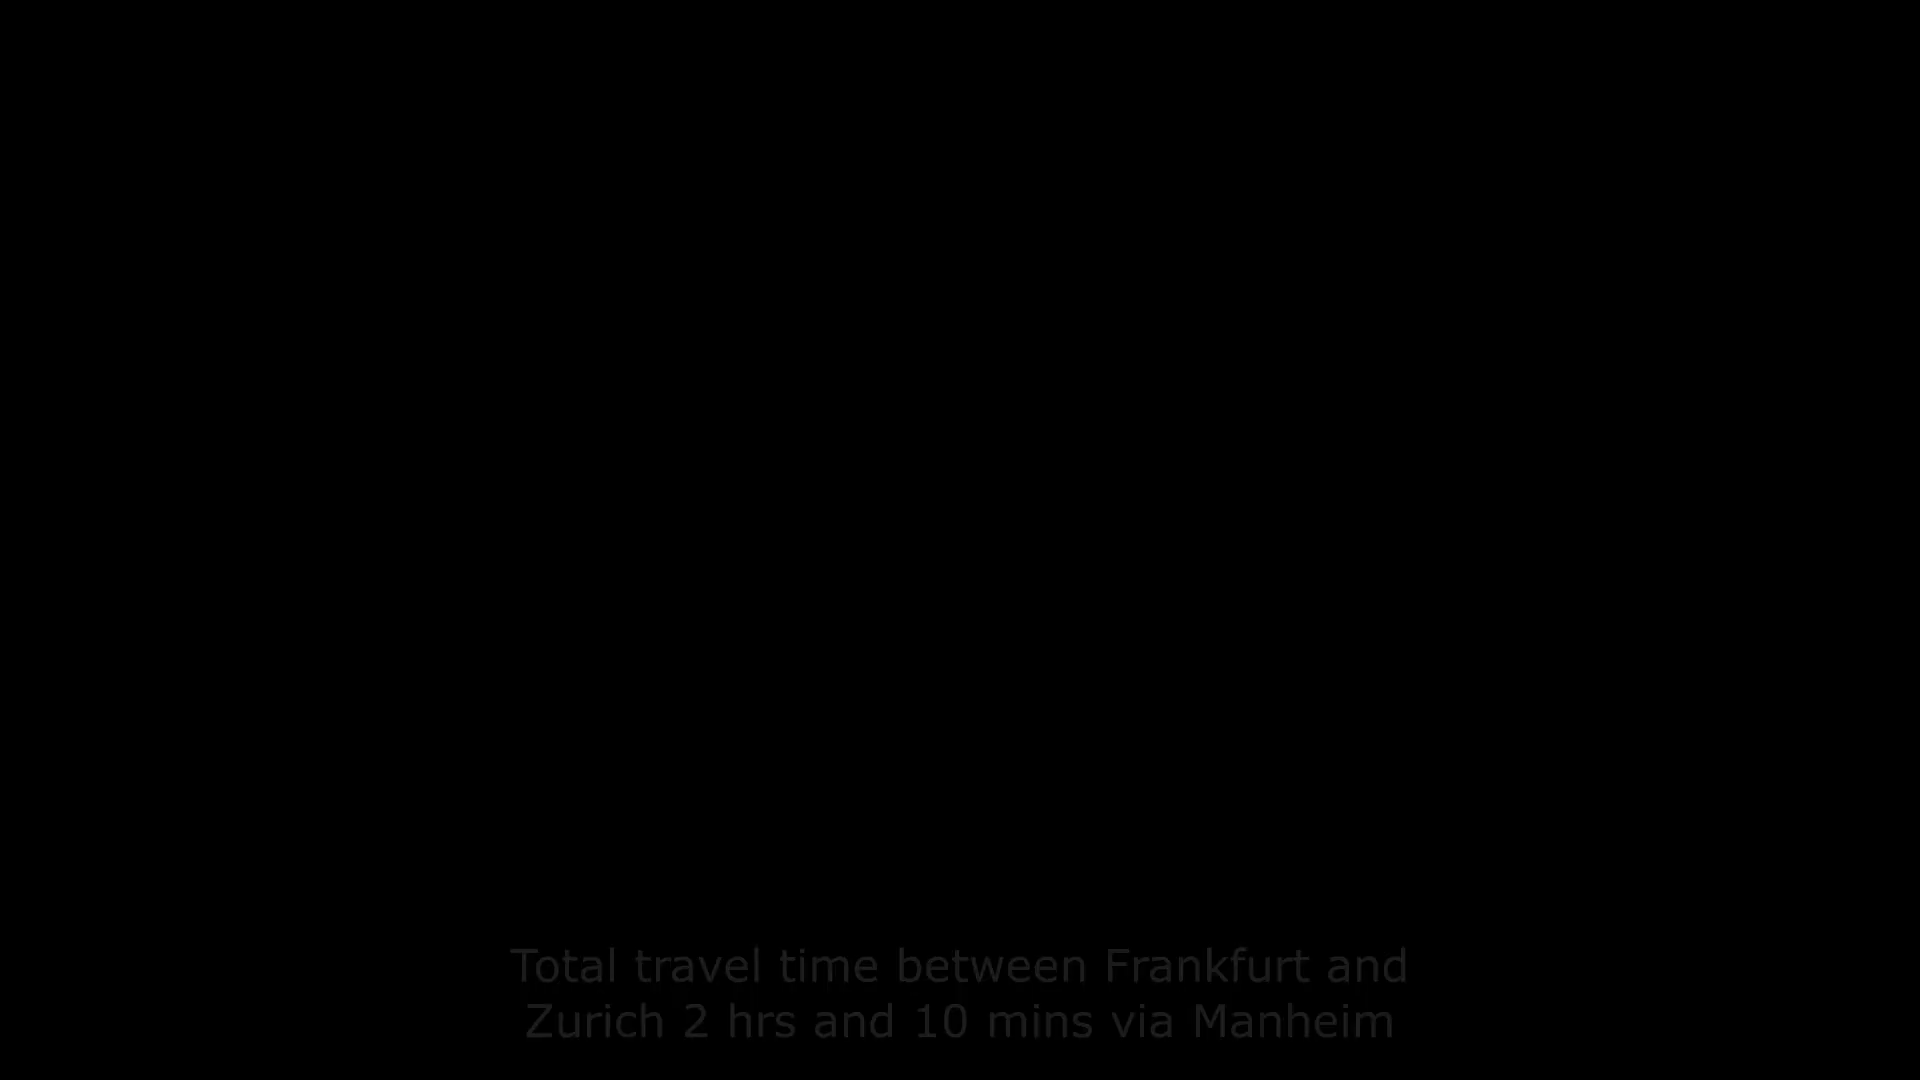 Total travel time between Frankfurt and
Zurich 2 hrs and 10 mins via Manheim